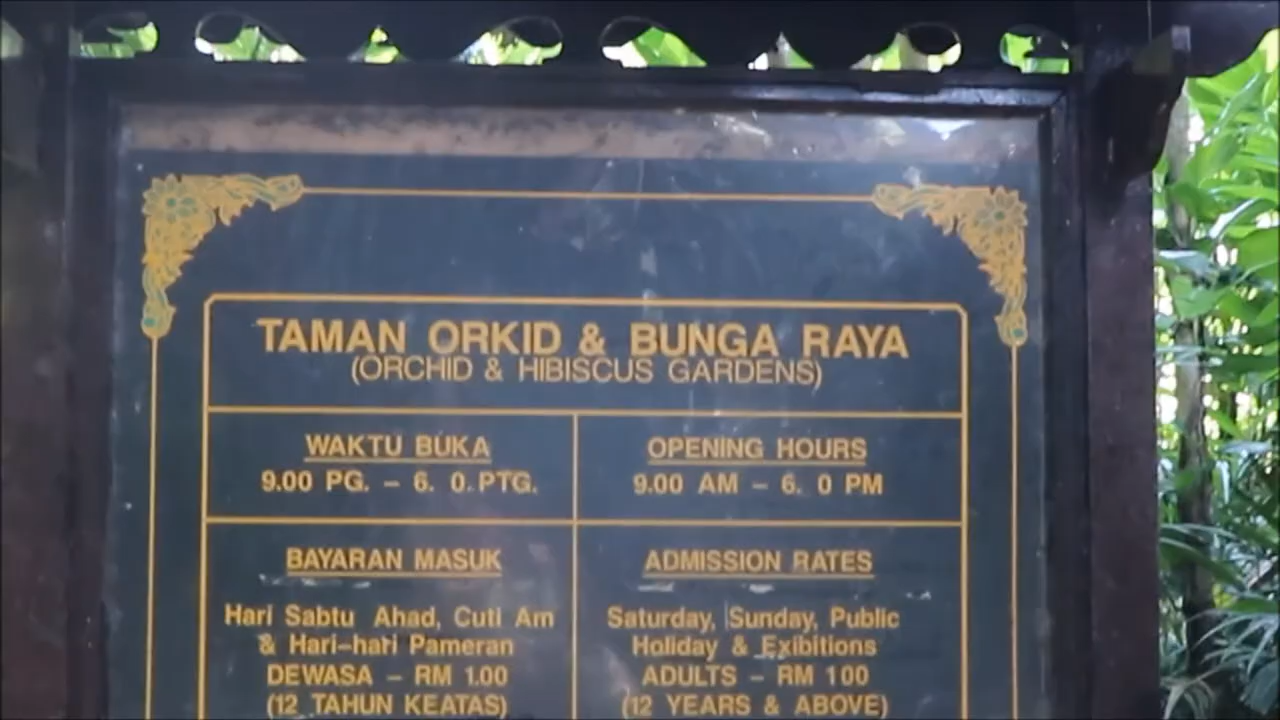 TAMAN ORKID & BUNGA RAYA
(ORCHID & HIBISCUS GARDENS)
WAKTU BUKA
9.00 PG. – 6. 0.PTG.
OPENING HOURS
9.00 AM – 6. 0 PM
BAYARAN MASUK
Hari Sabtu Ahad, Cuti Am
& Hari-hari Pameran
DEWASA – RM 1.00
(12 TAHUN KEATAS)
ADMISSION RATES
Saturday, Sunday, Public
Holiday & Exibitions
ADULTS – RM 100
(12 YEARS & ABOVE)